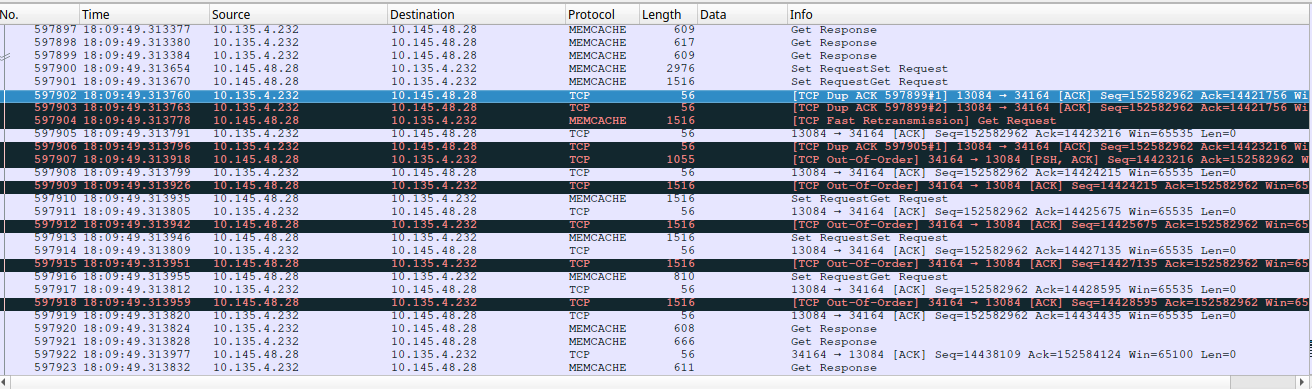 No. Time Source Destination Protocol Length Data Info
597897 18:09:49.313377 10.135.4.232 10.145.48.28 MEMCACHE 609 Get Response
597898 18:09:49.313380 10.135.4.232 10.145.48.28 MEMCACHE 617 Get Response
597899 18:09:49.313384 10.135.4.232 10.145.48.28 MEMCACHE 609 Get Response
597900 18:09:49.313654 10.145.48.28 10.135.4.232 MEMCACHE 2976 Set RequestSet Request
597901 18:09:49.313670 10.145.48.28 10.135.4.232 MEMCACHE 1516 Set RequestGet Request
597902 18:09:49.313760 10.135.4.232 10.145.48.28 TCP 56 [TCP Dup ACK 597899#1] 13084 → 34164 [ACK] Seq=152582962 Ack=14421756 Wi
597903 18:09:49.313763 10.135.4.232 10.145.48.28 TCP 56 [TCP Dup ACK 597899#2] 13084 → 34164 [ACK] Seq=152582962 Ack=14421756 Wi
597904 18:09:49.313778 10.145.48.28 10.135.4.232 MEMCACHE 1516 [TCP Fast Retransmission] Get Request
597905 18:09:49.313791 10.135.4.232 10.145.48.28 TCP 56 13084 → 34164 [ACK] Seq=152582962 Ack=14423216 Win=65535 Len=0
597906 18:09:49.313796 10.135.4.232 10.145.48.28 TCP 56 [TCP Dup ACK 597905#1] 13084 → 34164 [ACK] Seq=152582962 Ack=14423216 Wi
597907 18:09:49.313918 10.145.48.28 10.135.4.232 TCP 1055 [TCP Out-Of-Order] 34164 → 13084 [PSH, ACK] Seq=14423216 Ack=152582962 W
597908 18:09:49.313799 10.135.4.232 10.145.48.28 TCP 56 13084 → 34164 [ACK] Seq=152582962 Ack=14424215 Win=65535 Len=0
597909 18:09:49.313926 10.145.48.28 10.135.4.232 TCP 1516 [TCP Out-Of-Order] 34164 → 13084 [ACK] Seq=14424215 Ack=152582962 Win=65
597910 18:09:49.313935 10.145.48.28 10.135.4.232 MEMCACHE 1516 Set RequestGet Request
597911 18:09:49.313805 10.135.4.232 10.145.48.28 TCP 56 13084 → 34164 [ACK] Seq=152582962 Ack=14425675 Win=65535 Len=0
597912 18:09:49.313942 10.145.48.28 10.135.4.232 TCP 1516 [TCP Out-Of-Order] 34164 → 13084 [ACK] Seq=14425675 Ack=152582962 Win=65
597913 18:09:49.313946 10.145.48.28 10.135.4.232 MEMCACHE 1516 Set RequestSet Request
597914 18:09:49.313809 10.135.4.232 10.145.48.28 TCP 56 13084 → 34164 [ACK] Seq=152582962 Ack=14427135 Win=65535 Len=0
597915 18:09:49.313951 10.145.48.28 10.135.4.232 TCP 1516 [TCP Out-Of-Order] 34164 → 13084 [ACK] Seq=14427135 Ack=152582962 Win=65
597916 18:09:49.313955 10.145.48.28 10.135.4.232 MEMCACHE 810 Set RequestGet Request
597917 18:09:49.313812 10.135.4.232 10.145.48.28 TCP 56 13084 → 34164 [ACK] Seq=152582962 Ack=14428595 Win=65535 Len=0
597918 18:09:49.313959 10.145.48.28 10.135.4.232 TCP 1516 [TCP Out-Of-Order] 34164 → 13084 [ACK] Seq=14428595 Ack=152582962 Win=65
597919 18:09:49.313820 10.135.4.232 10.145.48.28 TCP 56 13084 → 34164 [ACK] Seq=152582962 Ack=14434435 Win=65535 Len=0
597920 18:09:49.313824 10.135.4.232 10.145.48.28 MEMCACHE 608 Get Response
597921 18:09:49.313828 10.135.4.232 10.145.48.28 MEMCACHE 666 Get Response
597922 18:09:49.313977 10.145.48.28 10.135.4.232 TCP 56 34164 → 13084 [ACK] Seq=14438109 Ack=152584124 Win=65100 Len=0
597923 18:09:49.313832 10.135.4.232 10.145.48.28 MEMCACHE 611 Get Response